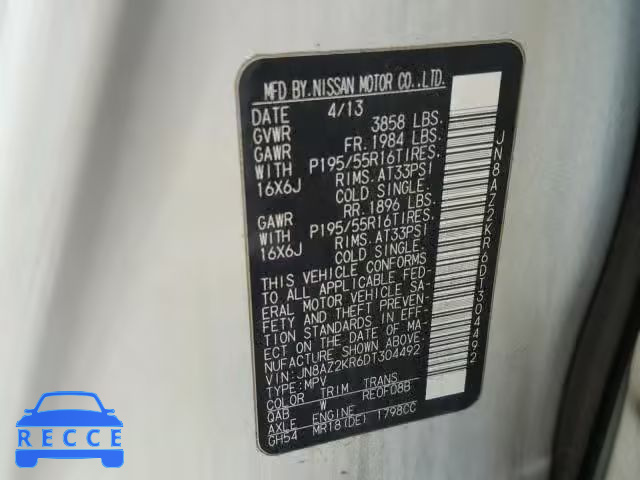 MFD BY.NISSAN MOTOR CO.,LTD.
DATE 4/13
GVWR 3858 LBS.
GAWR FR. 1984 LBS.
WITH P195/55R16TIRES.
16X6J RIMS. AT33PSI
COLD SINGLE.
GAWR RR. 1896 LBS.
WITH P195/55R16TIRES.
16X6J RIMS. AT33PSI
COLD SINGLE.
THIS VEHICLE CONFORMS
TO ALL APPLICABLE FED-
ERAL MOTOR VEHICLE SA-
FETY AND THEFT PREVEN-
TION STANDARDS IN EFF-
ECT ON THE DATE OF MA-
NUFACTURE SHOWN ABOVE.
VIN: JN8AZ2KR6DT304492
TYPE: MPV
COLOR TRIM TRANS
QAB W RE0F08B
AXLE ENGINE
GH54 MR18(DE) 1798CC
JN8AZ2KR6DT304492
FREE CAR VIN